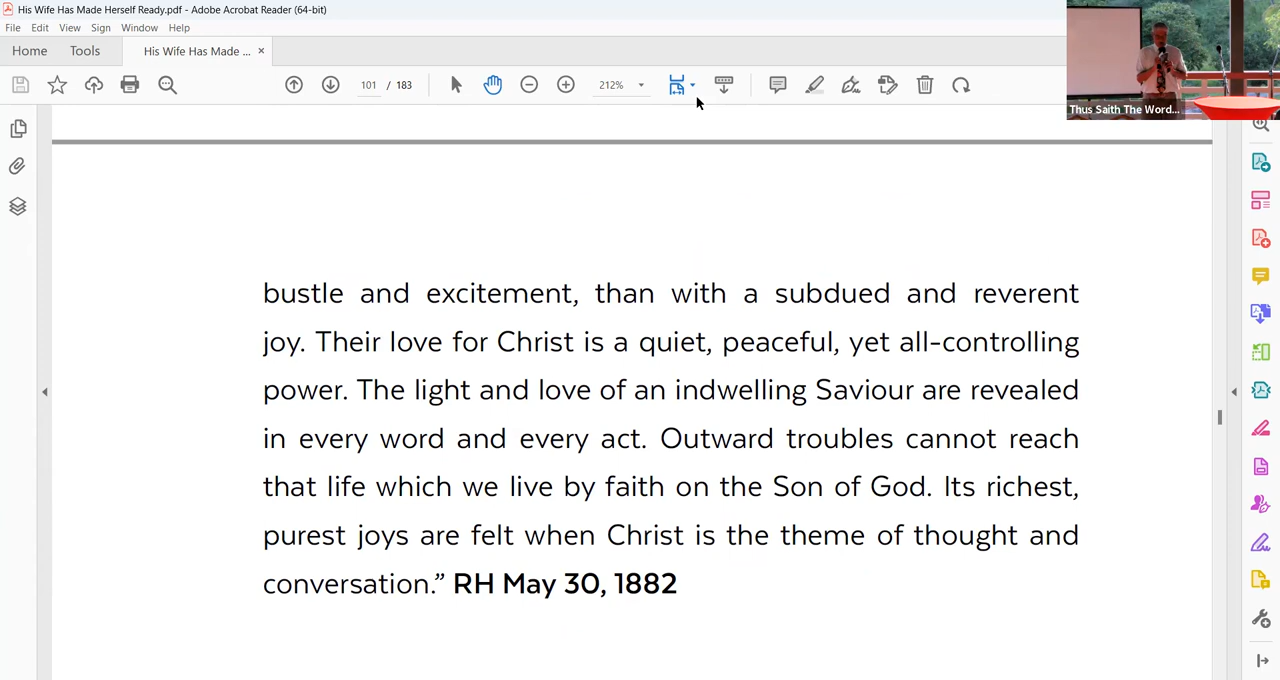 His Wife Has Made Herself Ready.pdf - Adobe Acrobat Reader (64-bit)
File Edit View Sign Window Help
Home Tools His Wife Has Made ... ×
101 / 183 212%
Thus Saith The Word...
bustle and excitement, than with a subdued and reverent
joy. Their love for Christ is a quiet, peaceful, yet all-controlling
power. The light and love of an indwelling Saviour are revealed
in every word and every act. Outward troubles cannot reach
that life which we live by faith on the Son of God. Its richest,
purest joys are felt when Christ is the theme of thought and
conversation.” RH May 30, 1882